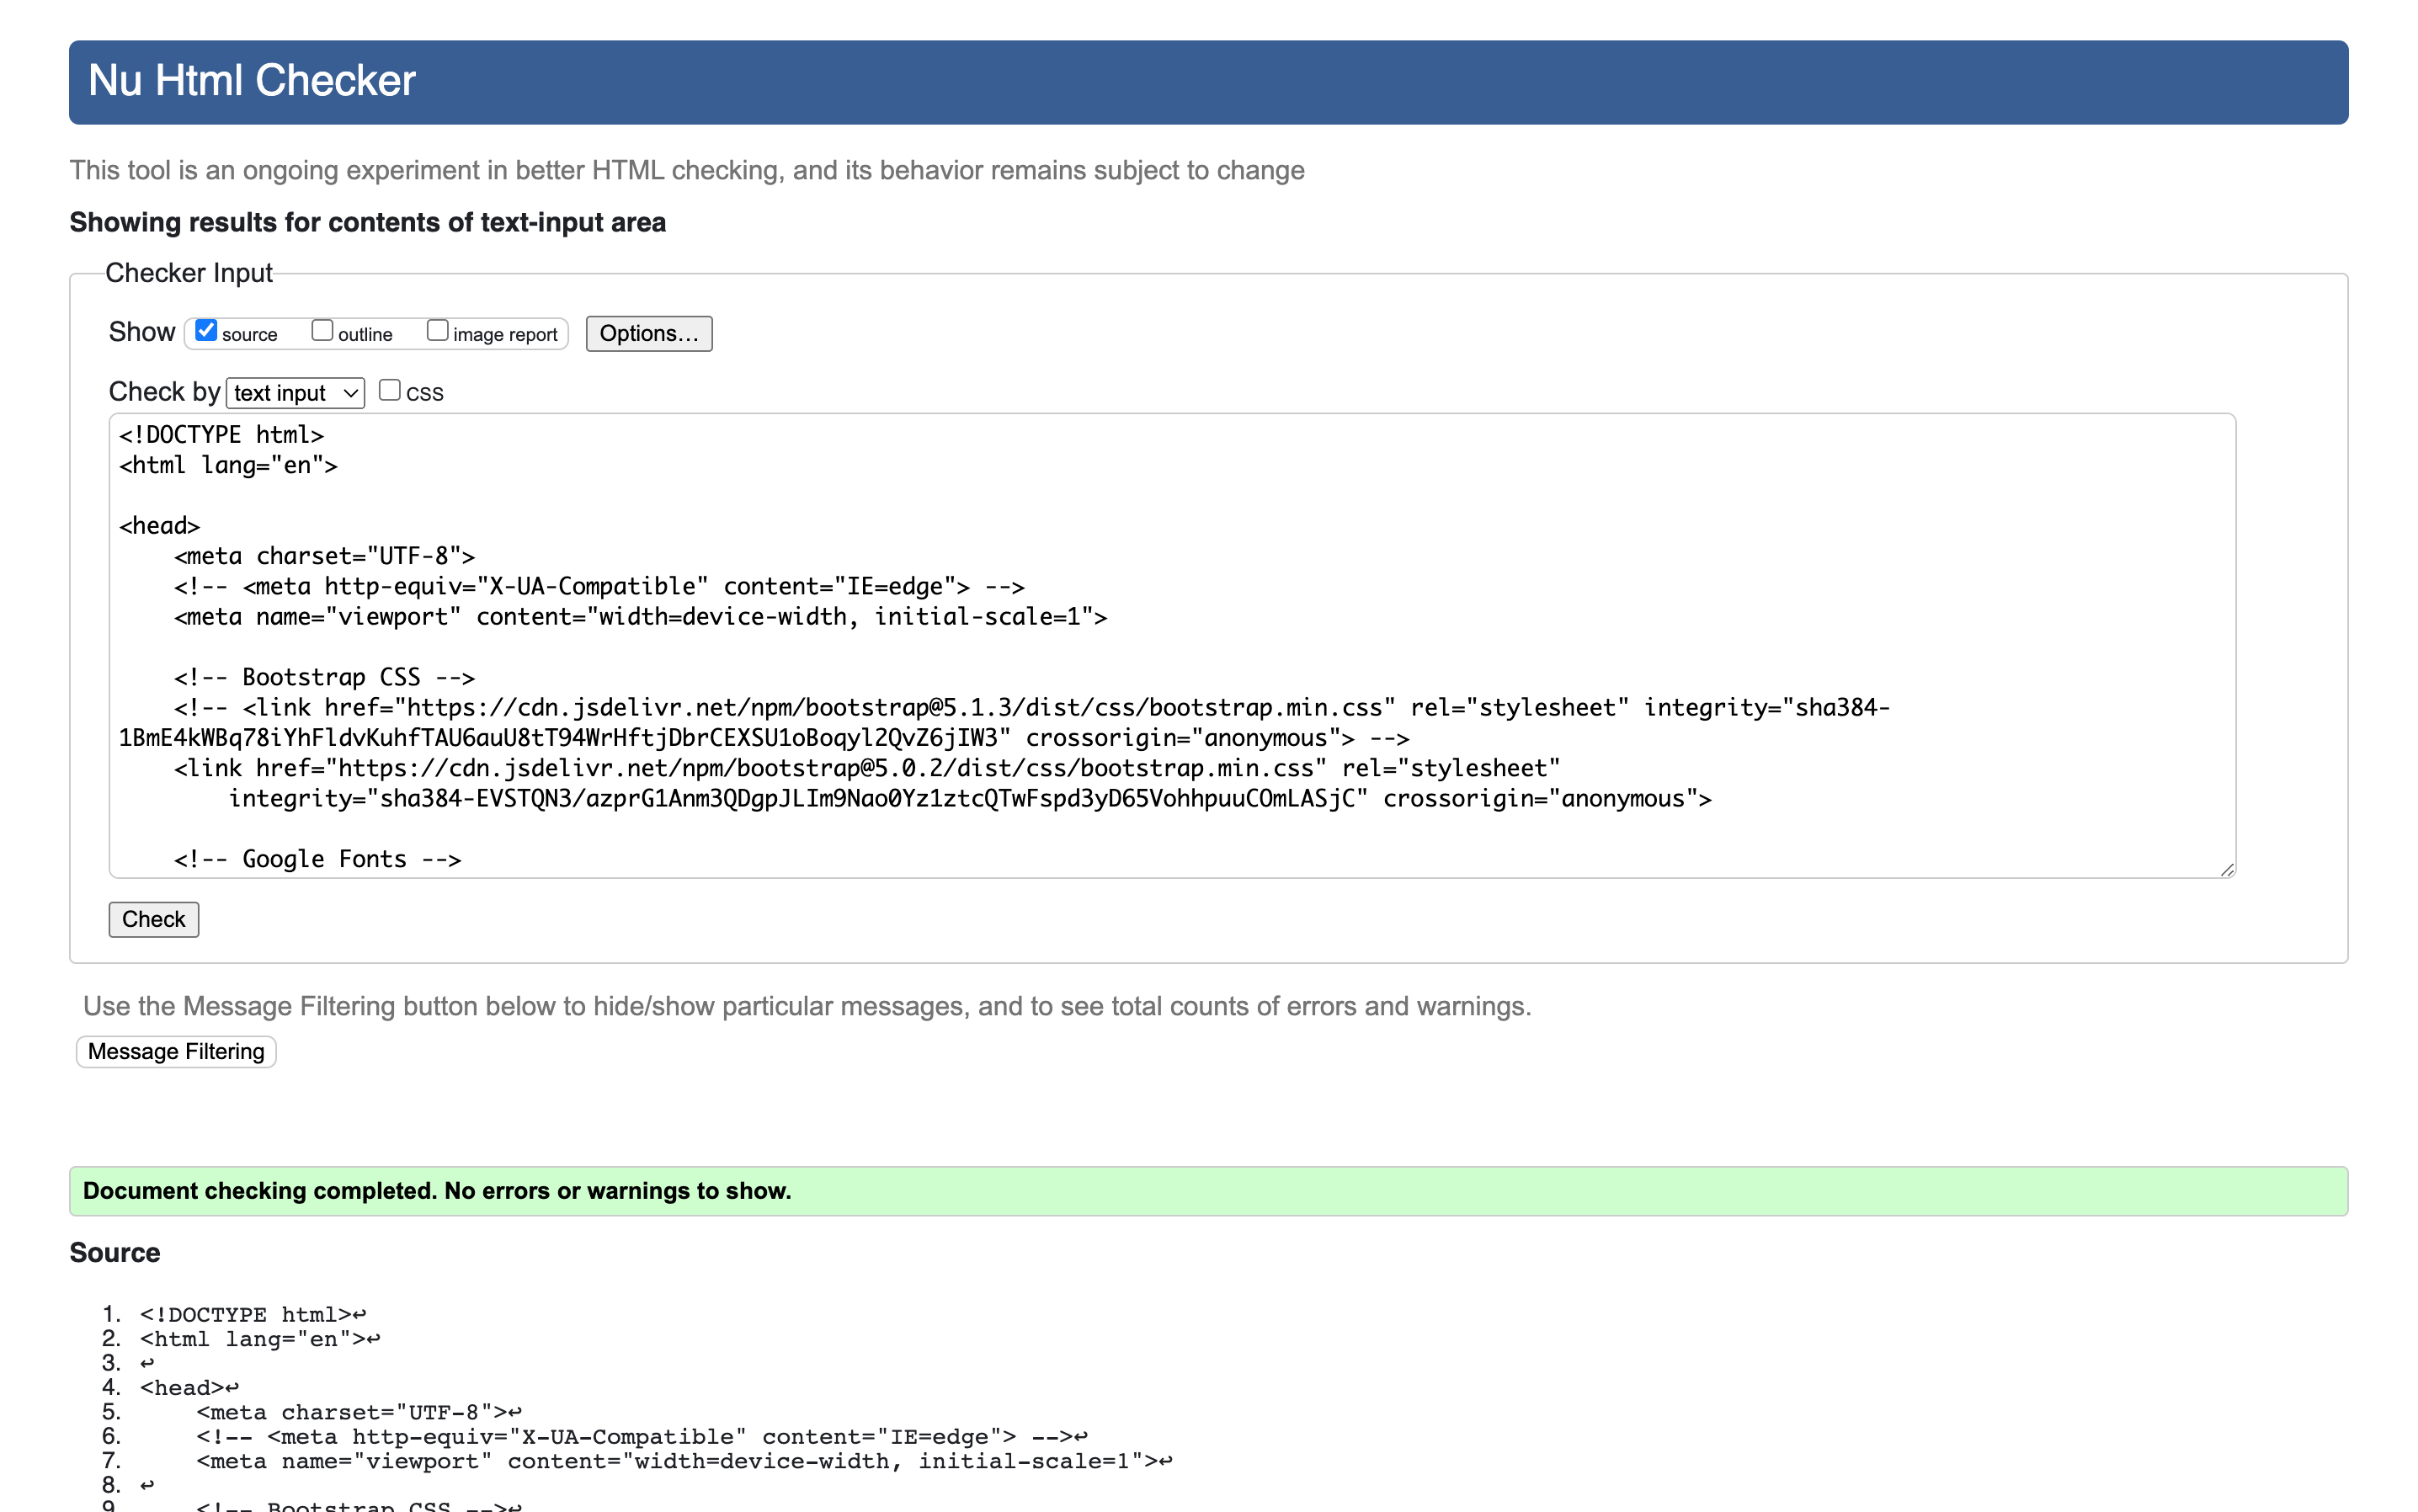 Nu Html Checker
This tool is an ongoing experiment in better HTML checking, and its behavior remains subject to change
Showing results for contents of text-input area
Checker Input
Show source outline image report Options...
Check by text input CSS
<!DOCTYPE html>
<html lang="en">
<head>
    <meta charset="UTF-8">
    <!-- <meta http-equiv="X-UA-Compatible" content="IE=edge"> -->
    <meta name="viewport" content="width=device-width, initial-scale=1">
    <!-- Bootstrap CSS -->
    <!-- <link href="https://cdn.jsdelivr.net/npm/bootstrap@5.1.3/dist/css/bootstrap.min.css" rel="stylesheet" integrity="sha384-
1BmE4kWBq78iYhFldvKuhfTAU6auU8tT94WrHftjDbrCEXSU1oBoqyl2QvZ6jIW3" crossorigin="anonymous"> -->
    <link href="https://cdn.jsdelivr.net/npm/bootstrap@5.0.2/dist/css/bootstrap.min.css" rel="stylesheet"
        integrity="sha384-EVSTQN3/azprG1Anm3QDgpJLIm9Nao0Yz1ztcQTwFspd3yD65VohhpuuCOmLASjC" crossorigin="anonymous">
    <!-- Google Fonts -->
Check
Use the Message Filtering button below to hide/show particular messages, and to see total counts of errors and warnings.
Message Filtering
Document checking completed. No errors or warnings to show.
Source
1. <!DOCTYPE html>↩
2. <html lang="en">↩
3. ↩
4. <head>↩
5.     <meta charset="UTF-8">↩
6.     <!-- <meta http-equiv="X-UA-Compatible" content="IE=edge"> -->↩
7.     <meta name="viewport" content="width=device-width, initial-scale=1">↩
8. ↩
9.     <!-- Bootstrap CSS -->↩